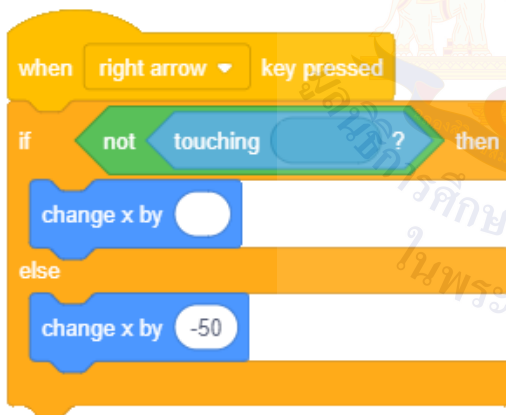 when right arrow key pressed
if not touching ? then
change x by
else
change x by -50